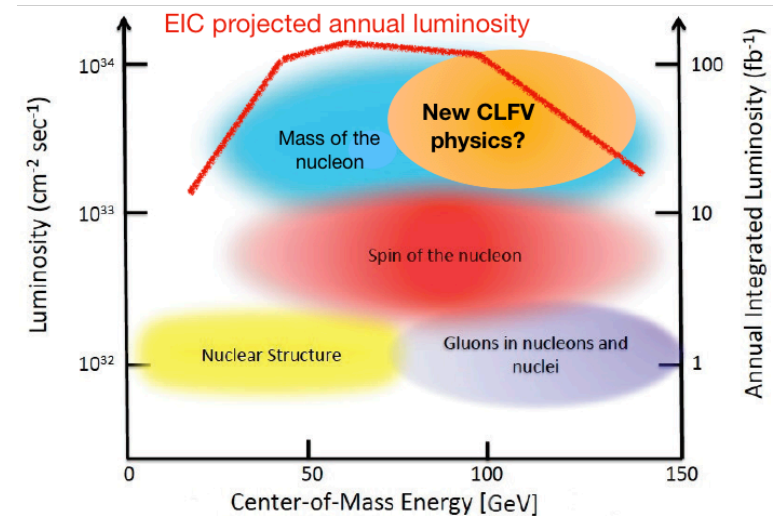 EIC projected annual luminosity
Luminosity (cm⁻² sec⁻¹)
10³⁴
10³³
10³²
Mass of the
nucleon
New CLFV
physics?
Spin of the nucleon
Nuclear Structure
Gluons in nucleons and
nuclei
100
10
1
Annual Integrated Luminosity (fb⁻¹)
0
50
100
150
Center-of-Mass Energy [GeV]